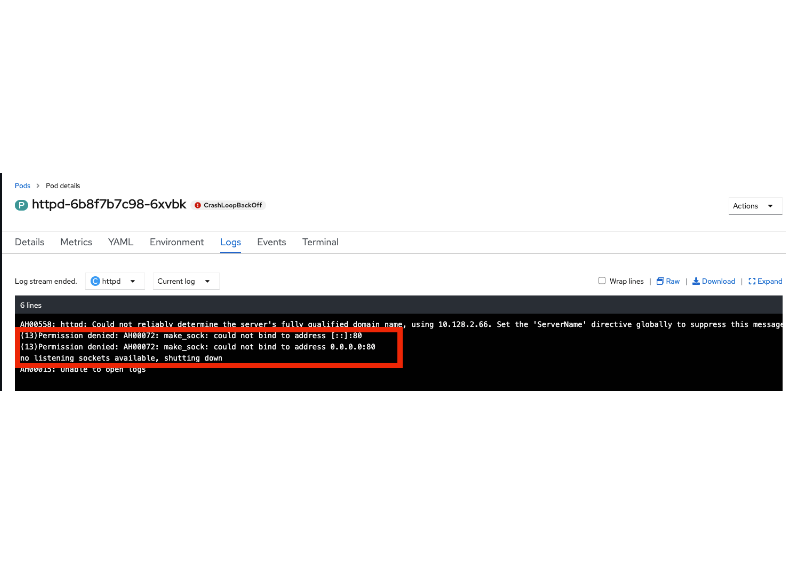 Pods > Pod details
P httpd-6b8f7b7c98-6xvbk CrashLoopBackOff
Actions
Details Metrics YAML Environment Logs Events Terminal
Log stream ended. C httpd Current log Wrap lines | Raw | Download | Expand
6 lines
AH00558: httpd: Could not reliably determine the server's fully qualified domain name, using 10.128.2.66. Set the 'ServerName' directive globally to suppress this message
(13)Permission denied: AH00072: make_sock: could not bind to address [::]:80
(13)Permission denied: AH00072: make_sock: could not bind to address 0.0.0.0:80
no listening sockets available, shutting down
AH00015: Unable to open logs